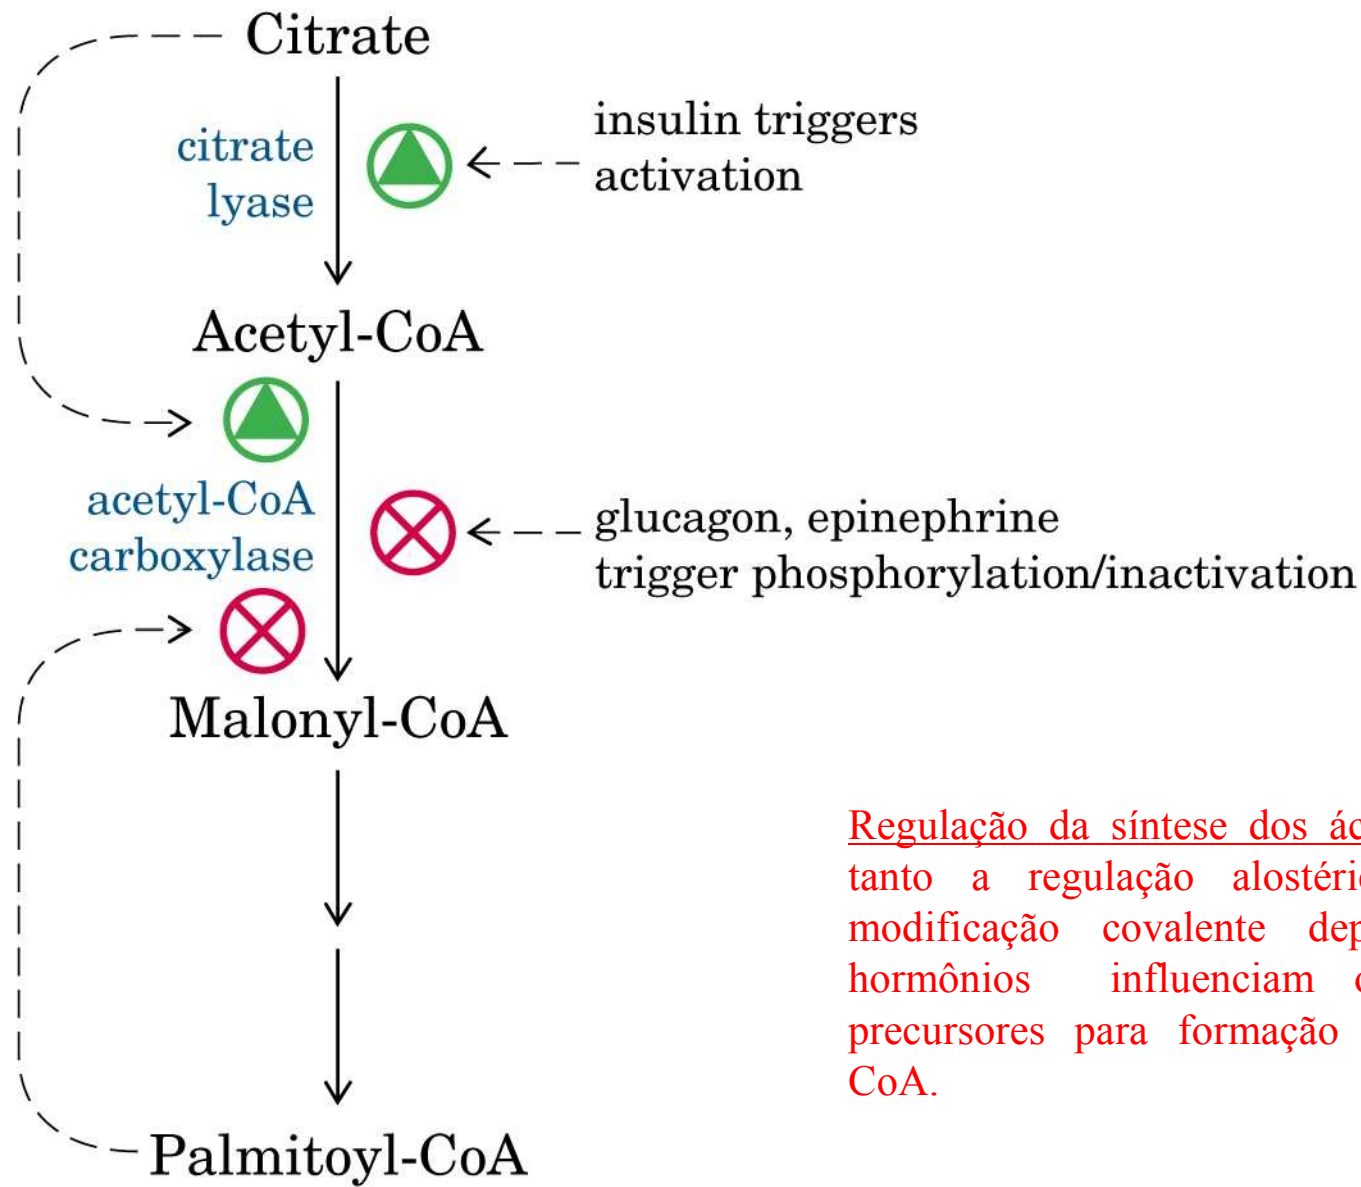 Citrate
citrate
lyase
insulin triggers
activation
Acetyl-CoA
acetyl-CoA
carboxylase
glucagon, epinephrine
trigger phosphorylation/inactivation
Malonyl-CoA
Regulação da síntese dos
tanto a regulação
modificação covalente
hormônios influenciam
precursores para formação
CoA.
Palmitoyl-CoA